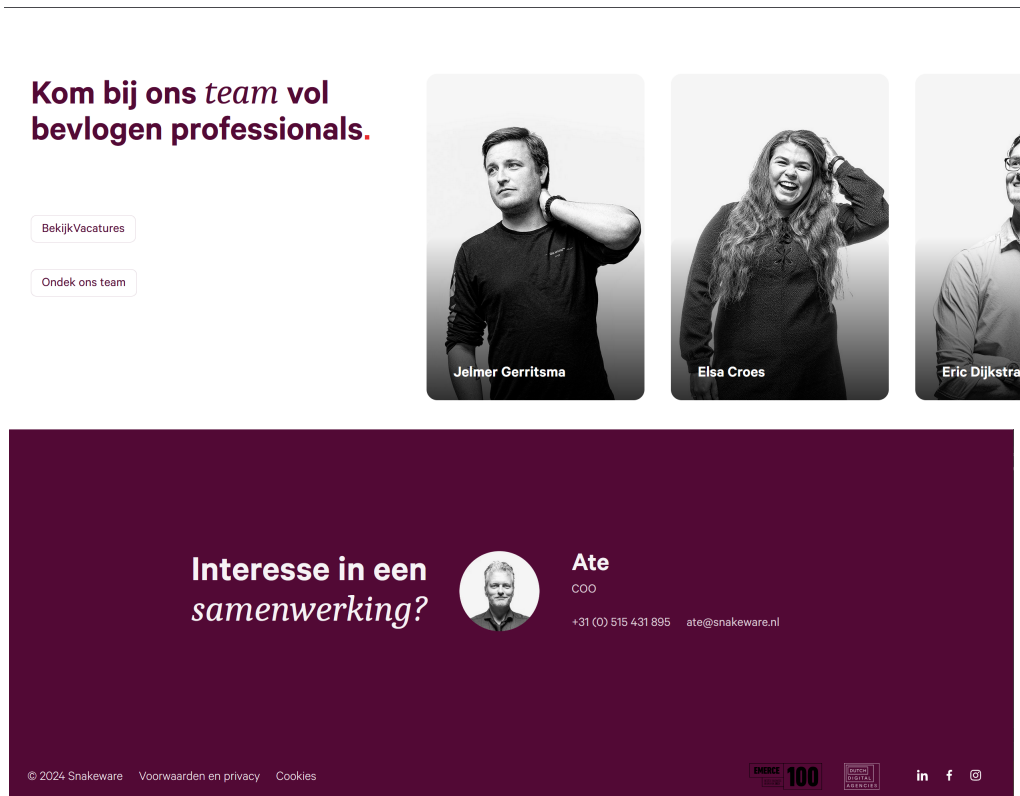 Kom bij ons team vol
bevlogen professionals.
BekijkVacatures
Ondek ons team
Jelmer Gerritsma
Elsa Croes
Eric Dijkstra
Interesse in een
samenwerking?
Ate
COO
+31 (0) 515 431 895 ate@snakeware.nl
© 2024 Snakeware Voorwaarden en privacy Cookies
EMERCE
100
DUTCH
DIGITAL
AGENCIES
in
f